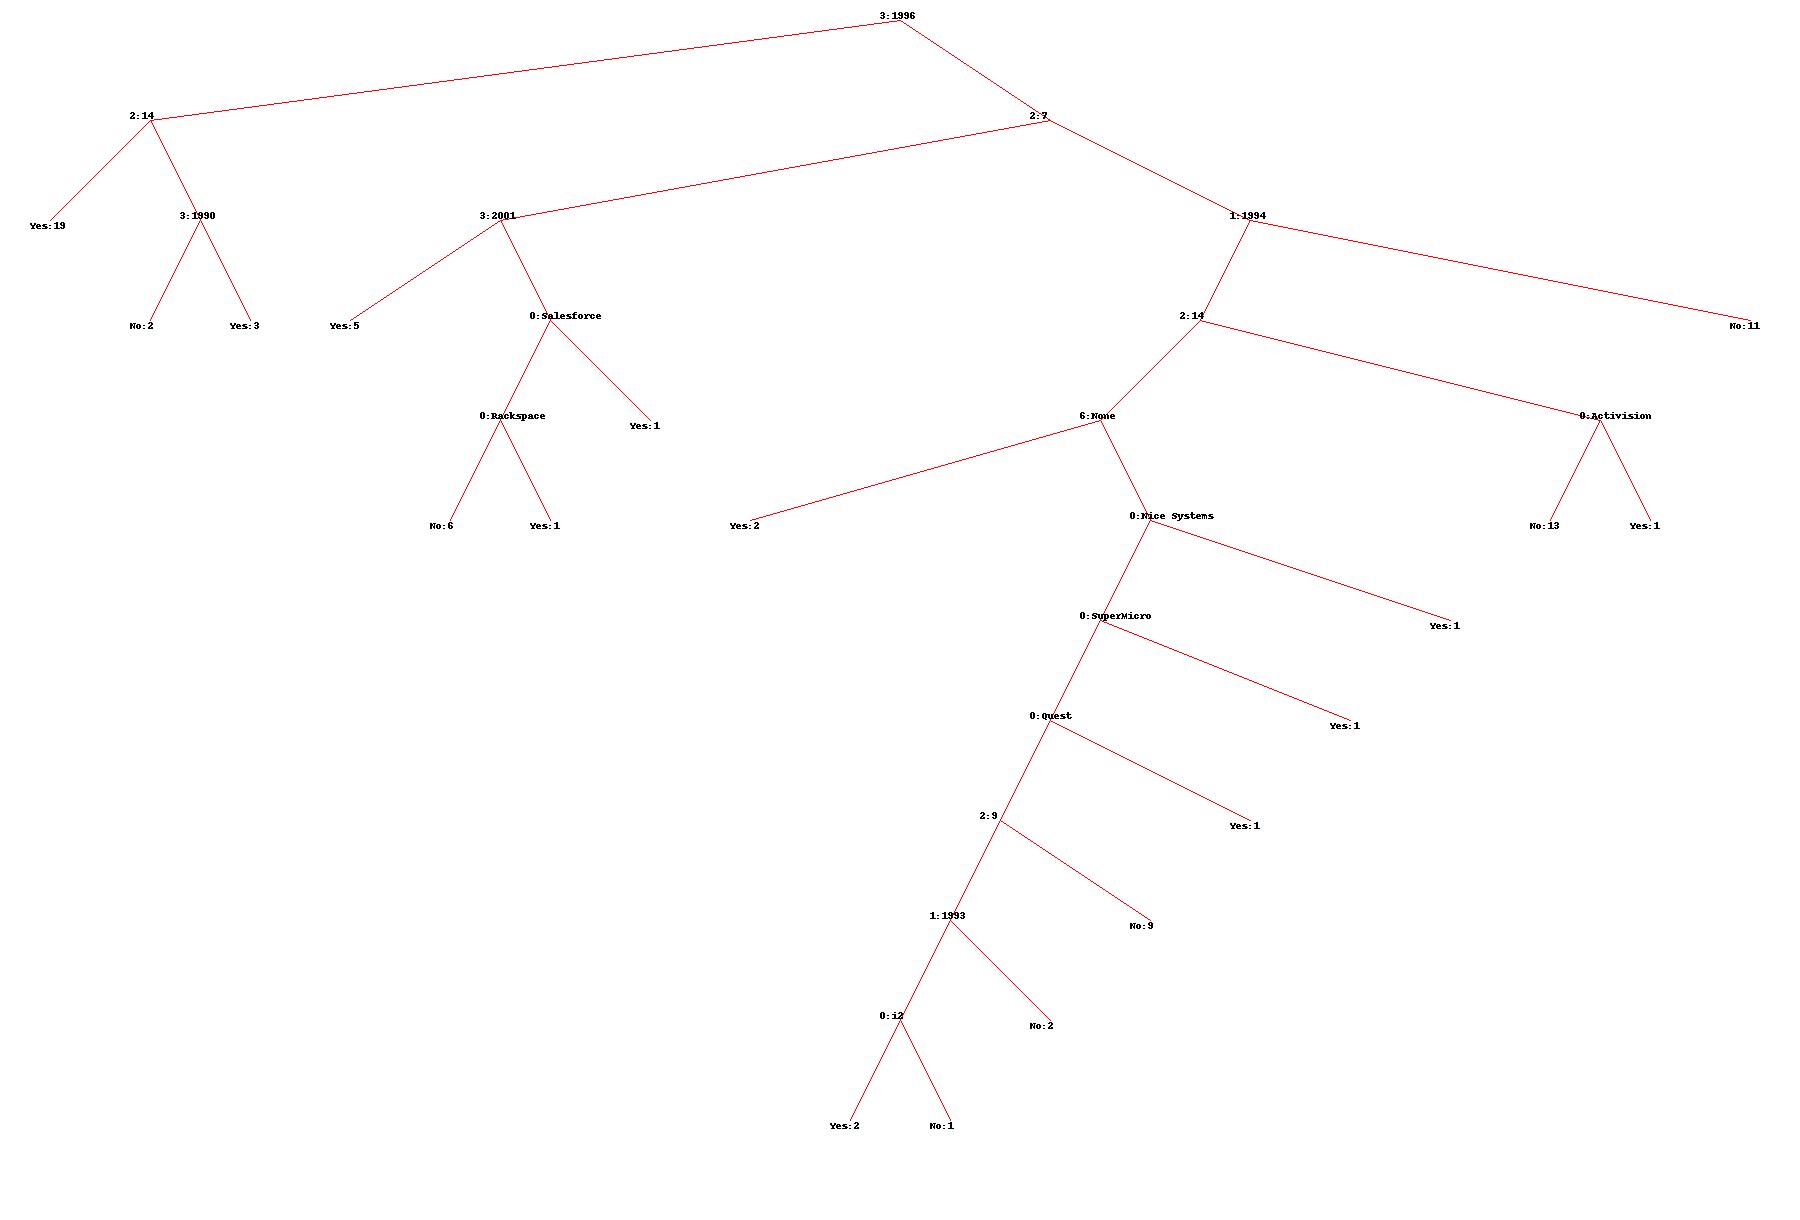 3:1996
2:14
2:7
Yes:19
3:1990
3:2001
1:1994
No:2
Yes:3
Yes:5
0:Salesforce
2:14
No:11
0:Rackspace
Yes:1
6:None
0:Activision
No:6
Yes:1
Yes:2
0:Nice Systems
No:13
Yes:1
0:SuperMicro
Yes:1
0:Quest
Yes:1
2:9
Yes:1
1:1993
No:9
0:i2
No:2
Yes:2
No:1